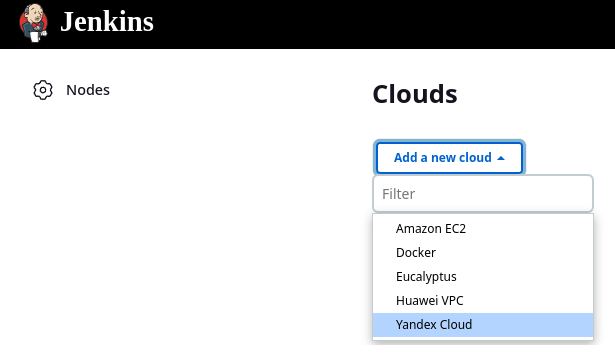 Jenkins
Nodes
Clouds
Add a new cloud
Filter
Amazon EC2
Docker
Eucalyptus
Huawei VPC
Yandex Cloud